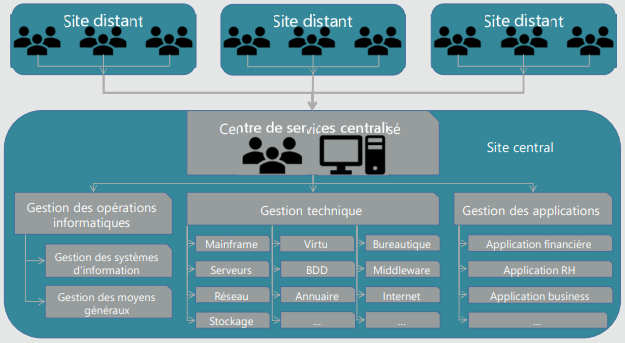 Site distant
Site distant
Site distant
Centre de services centralisé
Site central
Gestion des opérations
informatiques
Gestion technique
Gestion des applications
Gestion des systèmes
d'information
Gestion des moyens
généraux
Mainframe
Virtu
Bureautique
Serveurs
BDD
Middleware
Réseau
Annuaire
Internet
Stockage
...
...
Application financière
Application RH
Application business
...